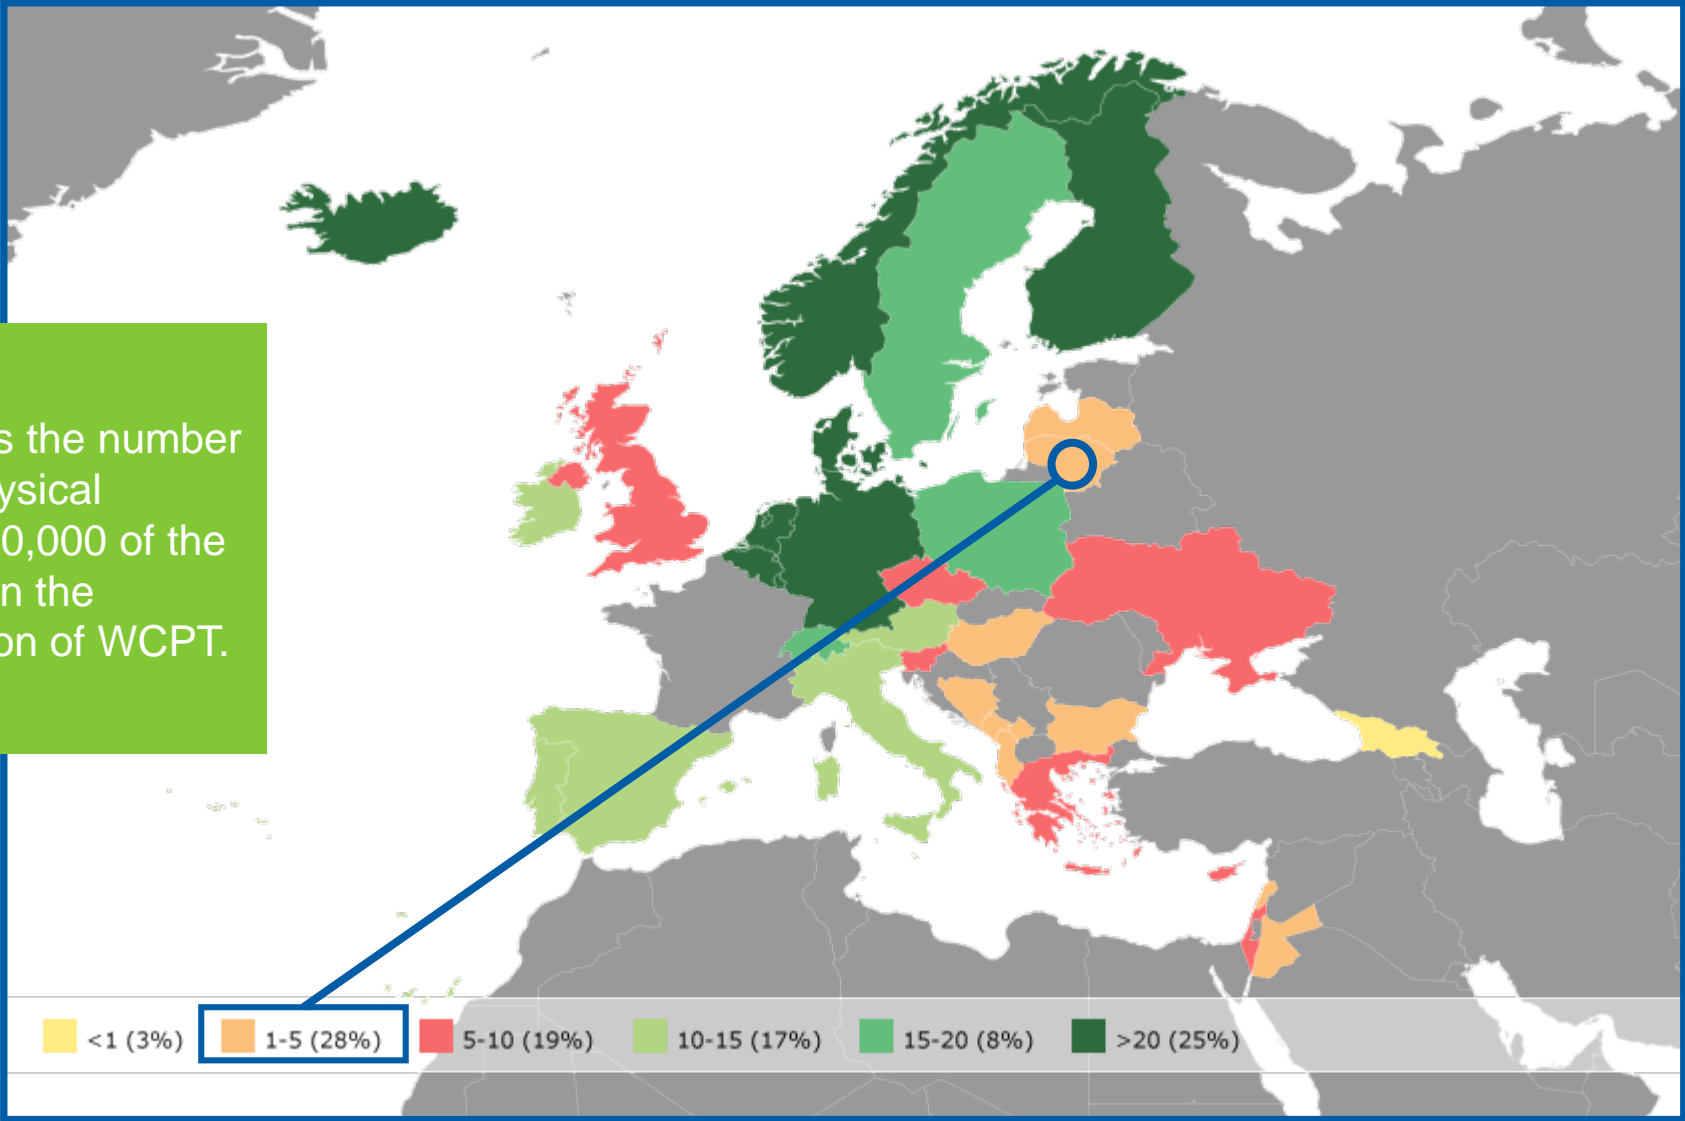 s the number
ysical
0,000 of the
n the
on of WCPT.
<1 (3%)
1-5 (28%)
5-10 (19%)
10-15 (17%)
15-20 (8%)
>20 (25%)